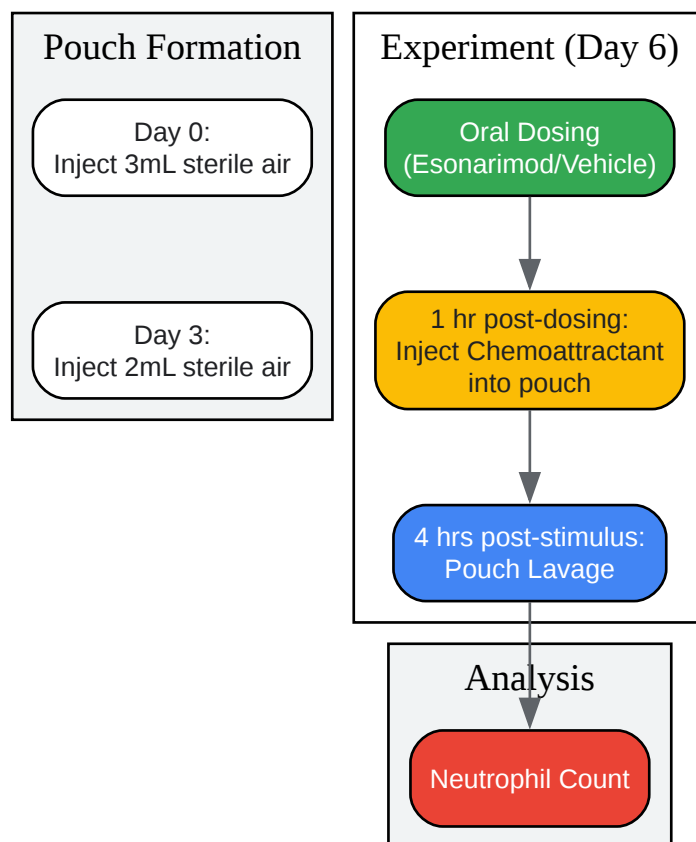 Pouch Formation
Day 0:
Inject 3mL sterile air
Day 3:
Inject 2mL sterile air
Experiment (Day 6)
Oral Dosing
(Esonarimod/Vehicle)
1 hr post-dosing:
Inject Chemoattractant
into pouch
4 hrs post-stimulus:
Pouch Lavage
Analysis
Neutrophil Count